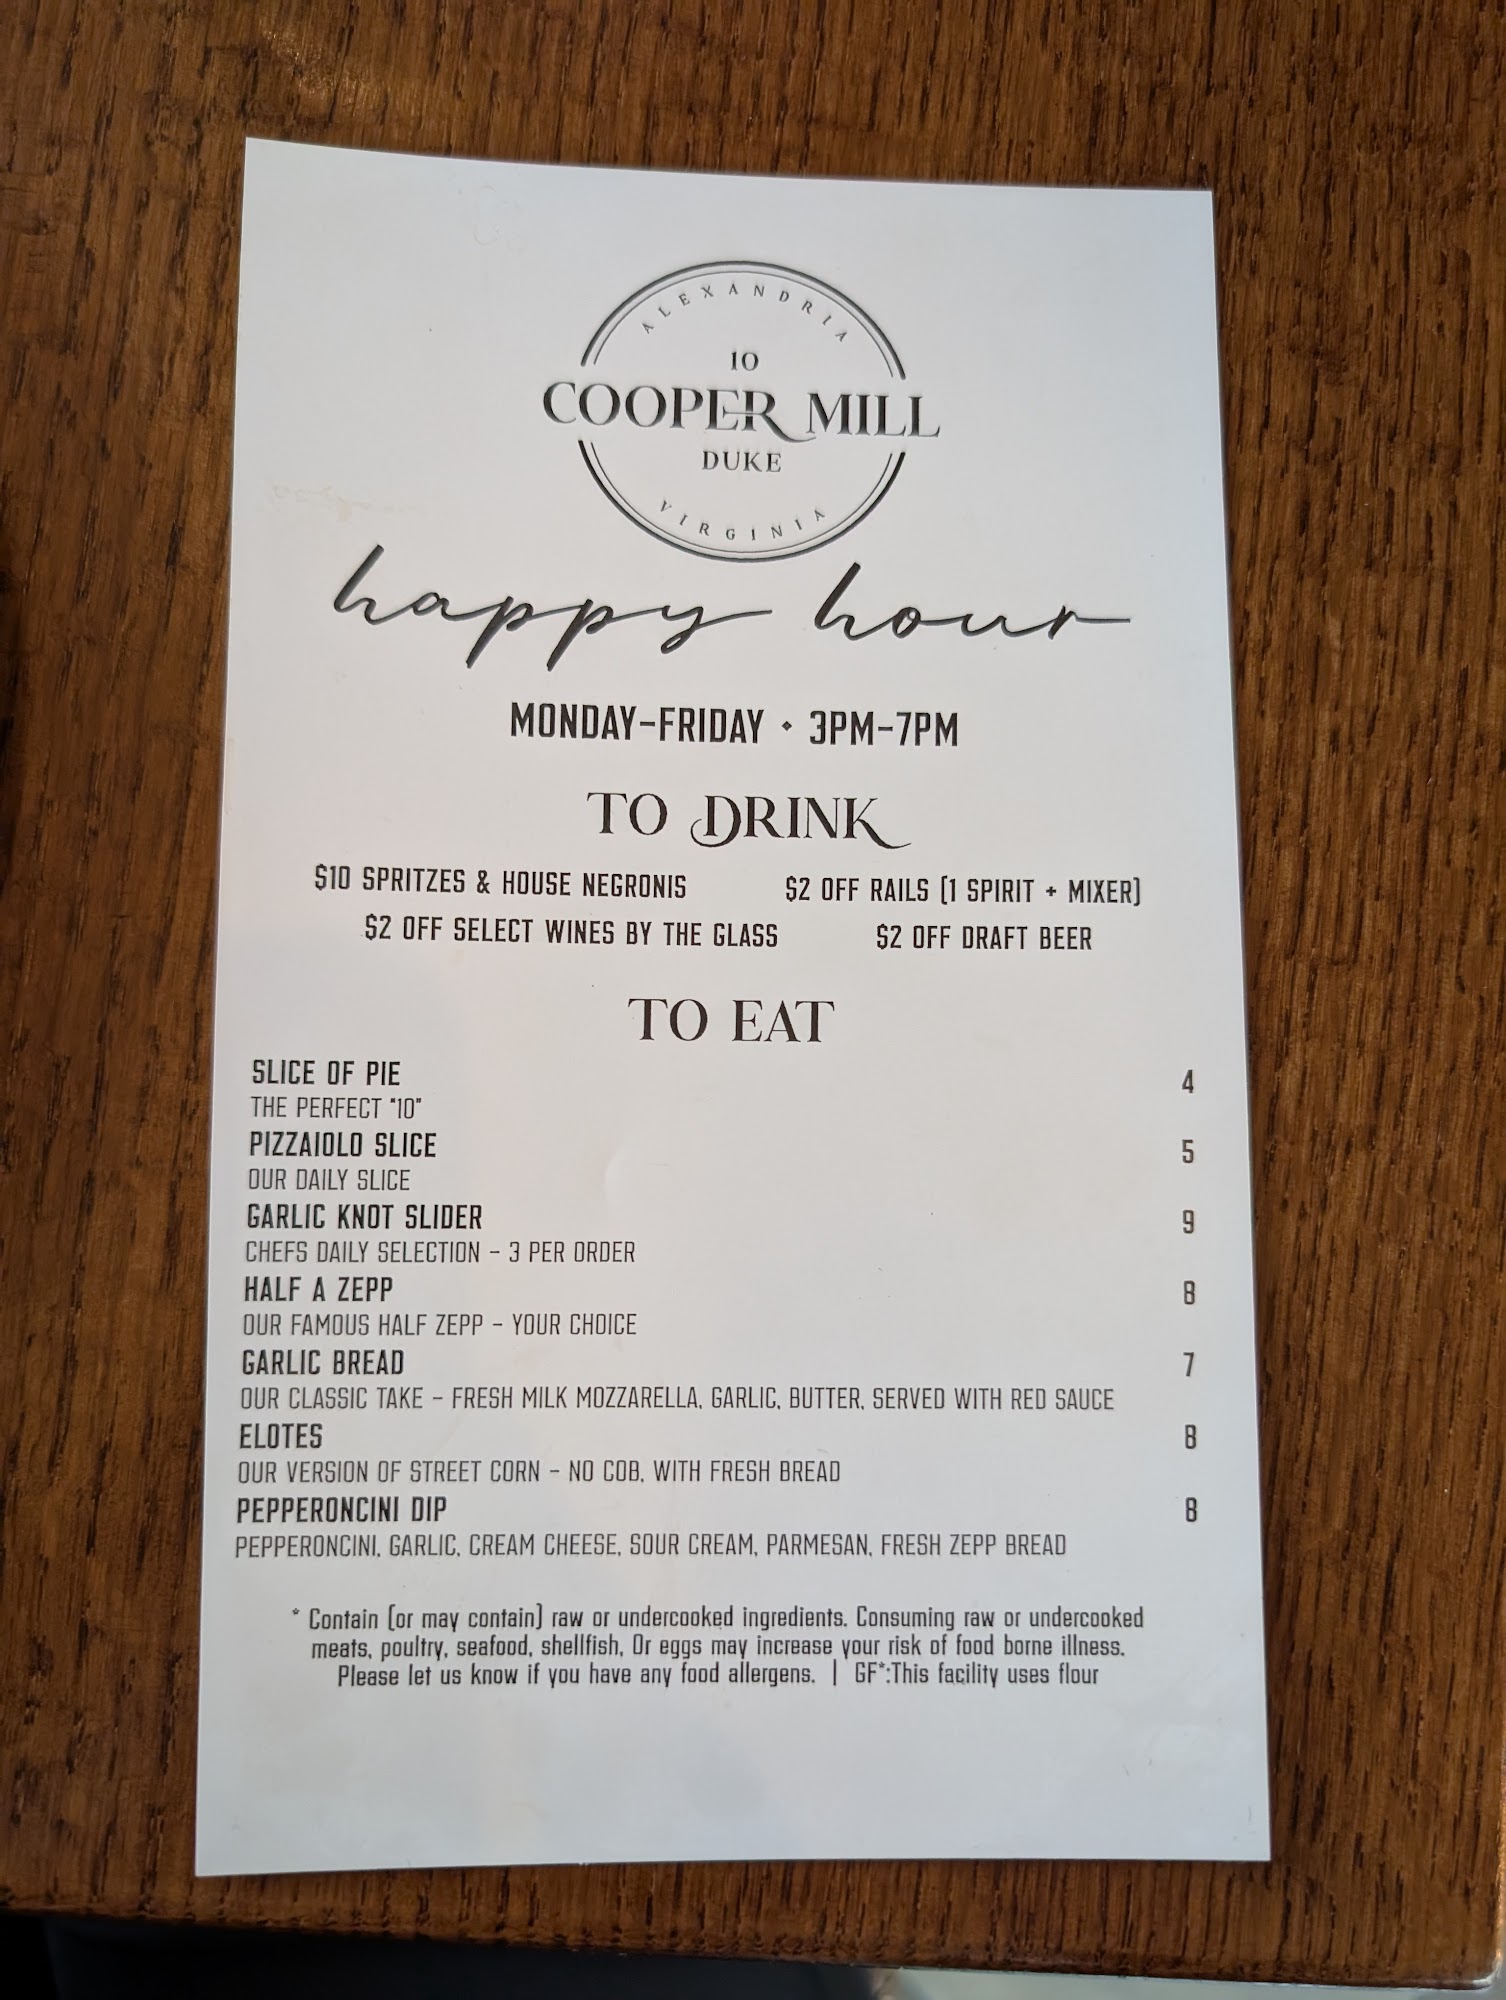 ALEXANDRIA
10
COOPER MILL
DUKE
VIRGINIA
happy hour
MONDAY–FRIDAY • 3PM–7PM
TO DRINK
$10 SPRITZES & HOUSE NEGRONIS $2 OFF RAILS (1 SPIRIT + MIXER)
$2 OFF SELECT WINES BY THE GLASS $2 OFF DRAFT BEER
TO EAT
SLICE OF PIE 4
THE PERFECT "10"
PIZZAIOLO SLICE 5
OUR DAILY SLICE
GARLIC KNOT SLIDER 9
CHEFS DAILY SELECTION – 3 PER ORDER
HALF A ZEPP 8
OUR FAMOUS HALF ZEPP – YOUR CHOICE
GARLIC BREAD 7
OUR CLASSIC TAKE – FRESH MILK MOZZARELLA, GARLIC, BUTTER, SERVED WITH RED SAUCE
ELOTES 8
OUR VERSION OF STREET CORN – NO COB, WITH FRESH BREAD
PEPPERONCINI DIP 8
PEPPERONCINI, GARLIC, CREAM CHEESE, SOUR CREAM, PARMESAN, FRESH ZEPP BREAD
* Contain (or may contain) raw or undercooked ingredients. Consuming raw or undercooked
meats, poultry, seafood, shellfish, Or eggs may increase your risk of food borne illness.
Please let us know if you have any food allergens. | GF*:This facility uses flour